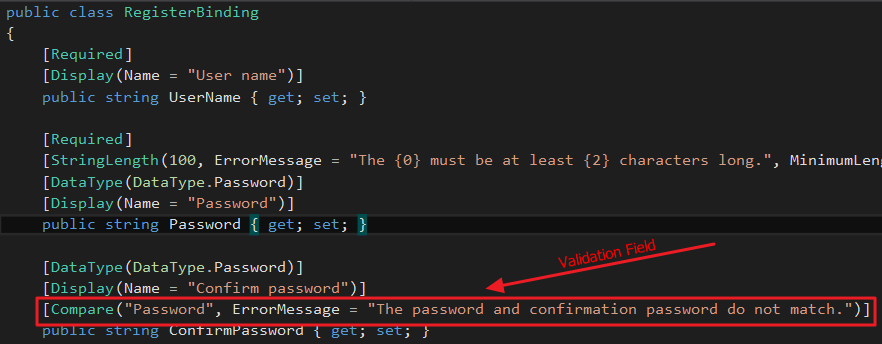 public class RegisterBinding
{
    [Required]
    [Display(Name = "User name")]
    public string UserName { get; set; }

    [Required]
    [StringLength(100, ErrorMessage = "The {0} must be at least {2} characters long.", MinimumLeng
    [DataType(DataType.Password)]
    [Display(Name = "Password")]
    public string Password { get; set; }

Validation Field
    [DataType(DataType.Password)]
    [Display(Name = "Confirm password")]
    [Compare("Password", ErrorMessage = "The password and confirmation password do not match.")]
    public string ConfirmPassword { get; set; }